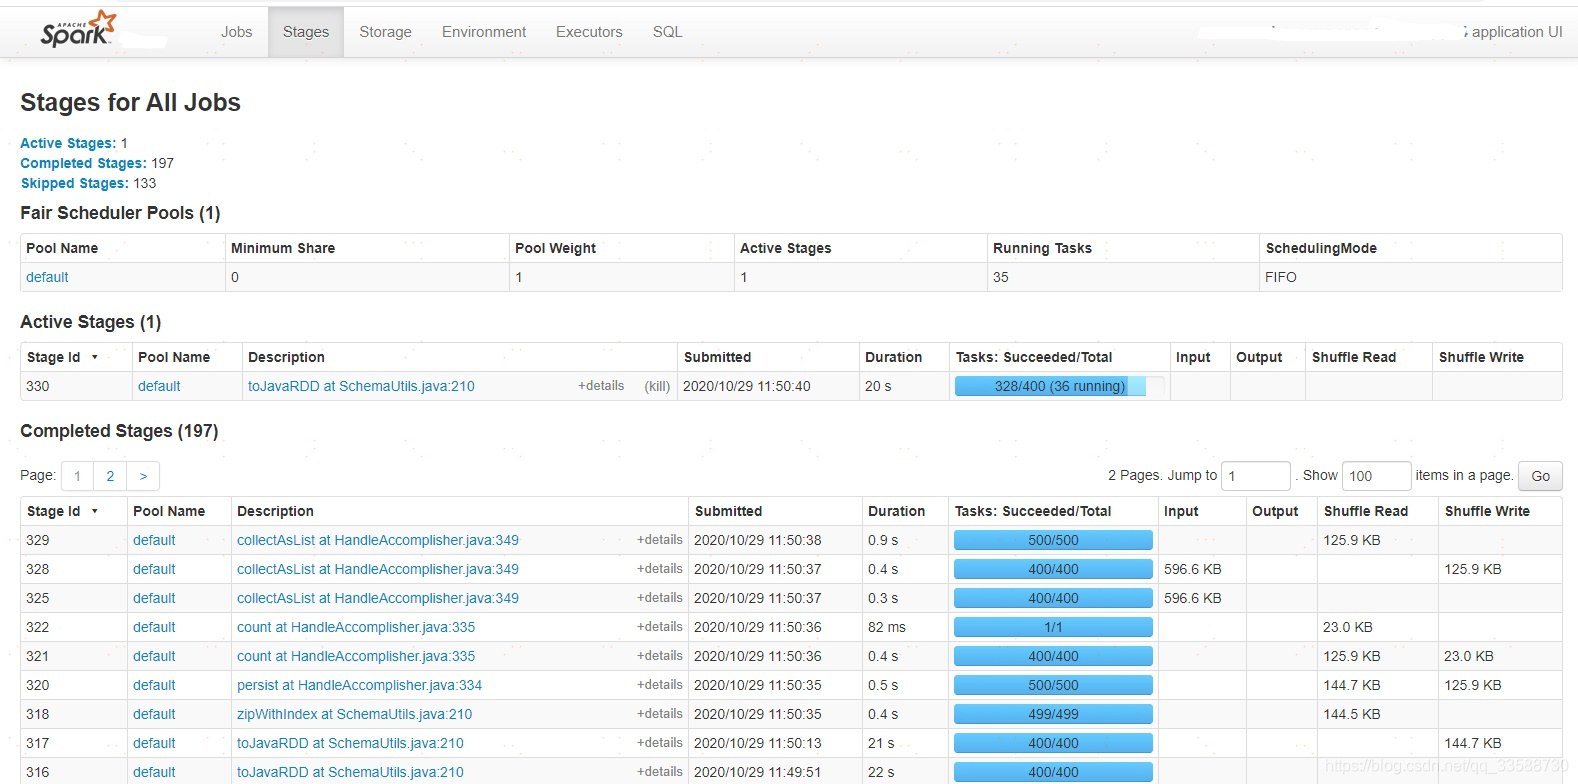 APACHE
Spark
Jobs Stages Storage Environment Executors SQL application UI
Stages for All Jobs
Active Stages: 1
Completed Stages: 197
Skipped Stages: 133
Fair Scheduler Pools (1)
Pool Name Minimum Share Pool Weight Active Stages Running Tasks SchedulingMode
default 0 1 1 35 FIFO
Active Stages (1)
Stage Id Pool Name Description Submitted Duration Tasks: Succeeded/Total Input Output Shuffle Read Shuffle Write
330 default toJavaRDD at SchemaUtils.java:210 +details (kill) 2020/10/29 11:50:40 20 s 328/400 (36 running)
Completed Stages (197)
Page: 1 2 > 2 Pages. Jump to 1 . Show 100 items in a page. Go
Stage Id Pool Name Description Submitted Duration Tasks: Succeeded/Total Input Output Shuffle Read Shuffle Write
329 default collectAsList at HandleAccomplisher.java:349 +details 2020/10/29 11:50:38 0.9 s 500/500 125.9 KB
328 default collectAsList at HandleAccomplisher.java:349 +details 2020/10/29 11:50:37 0.4 s 400/400 596.6 KB 125.9 KB
325 default collectAsList at HandleAccomplisher.java:349 +details 2020/10/29 11:50:37 0.3 s 400/400 596.6 KB
322 default count at HandleAccomplisher.java:335 +details 2020/10/29 11:50:36 82 ms 1/1 23.0 KB
321 default count at HandleAccomplisher.java:335 +details 2020/10/29 11:50:36 0.4 s 400/400 125.9 KB 23.0 KB
320 default persist at HandleAccomplisher.java:334 +details 2020/10/29 11:50:35 0.5 s 500/500 144.7 KB 125.9 KB
318 default zipWithIndex at SchemaUtils.java:210 +details 2020/10/29 11:50:35 0.4 s 499/499 144.5 KB
317 default toJavaRDD at SchemaUtils.java:210 +details 2020/10/29 11:50:13 21 s 400/400 144.7 KB
316 default toJavaRDD at SchemaUtils.java:210 +details 2020/10/29 11:49:51 22 s 400/400
https://blog.csdn.net/qq_33588730